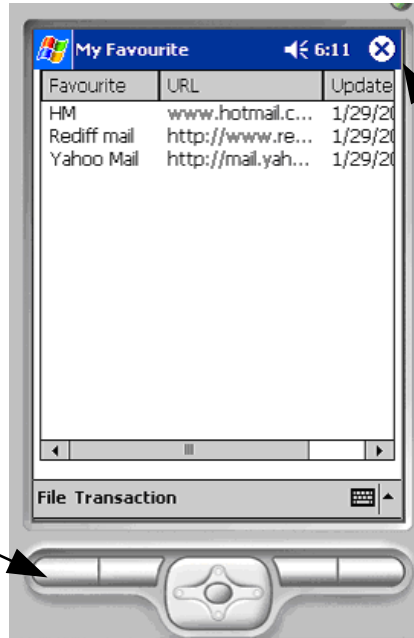 My Favourite 6:11
Favourite URL Update
HM www.hotmail.c... 1/29/20
Rediff mail http://www.re... 1/29/20
Yahoo Mail http://mail.yah... 1/29/20
File Transaction